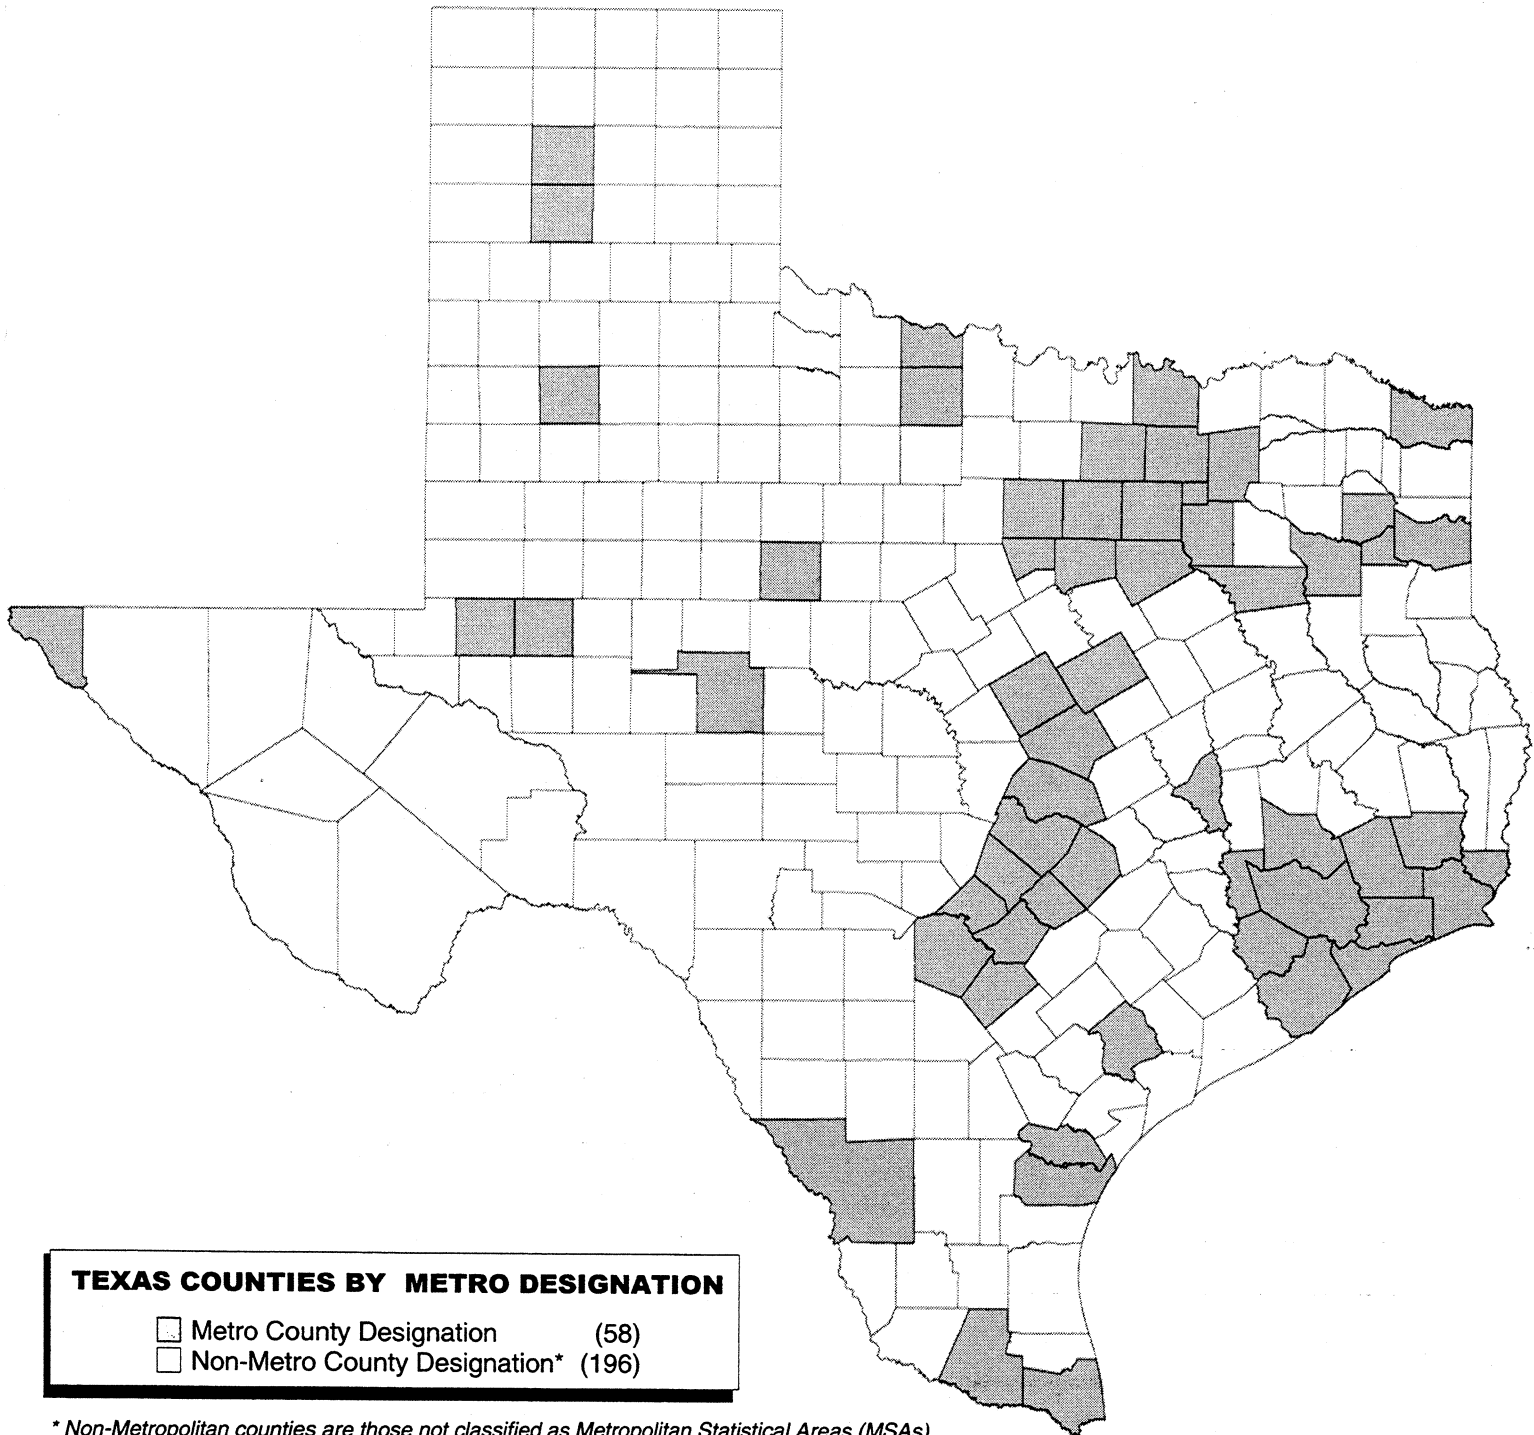 TEXAS COUNTIES BY METRO DESIGNATION
Metro County Designation (58)
Non-Metro County Designation* (196)
* Non-Metropolitan counties are those not classified as Metropolitan Statistical Areas (MSAs)